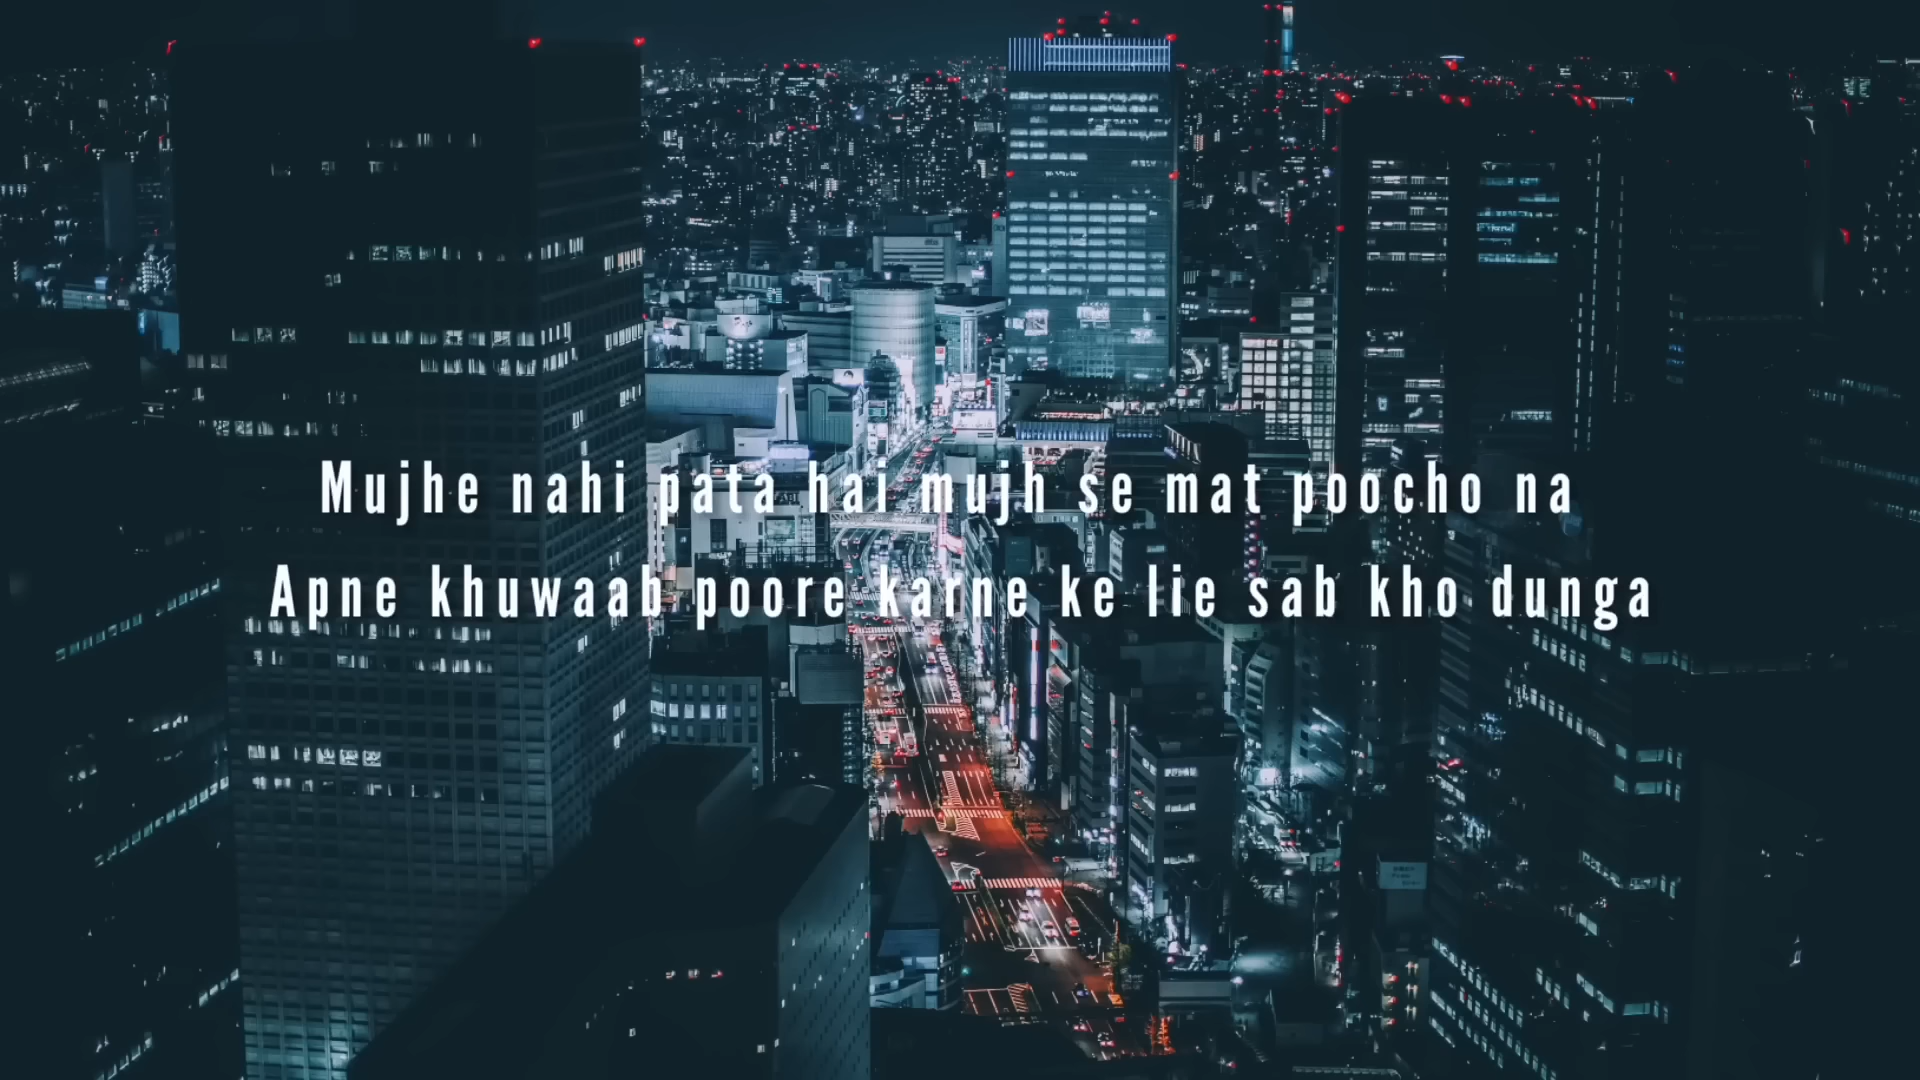 Mujhe nahi pata hai mujh se mat poocho na
Apne khuwaab poore karne ke lie sab kho dunga